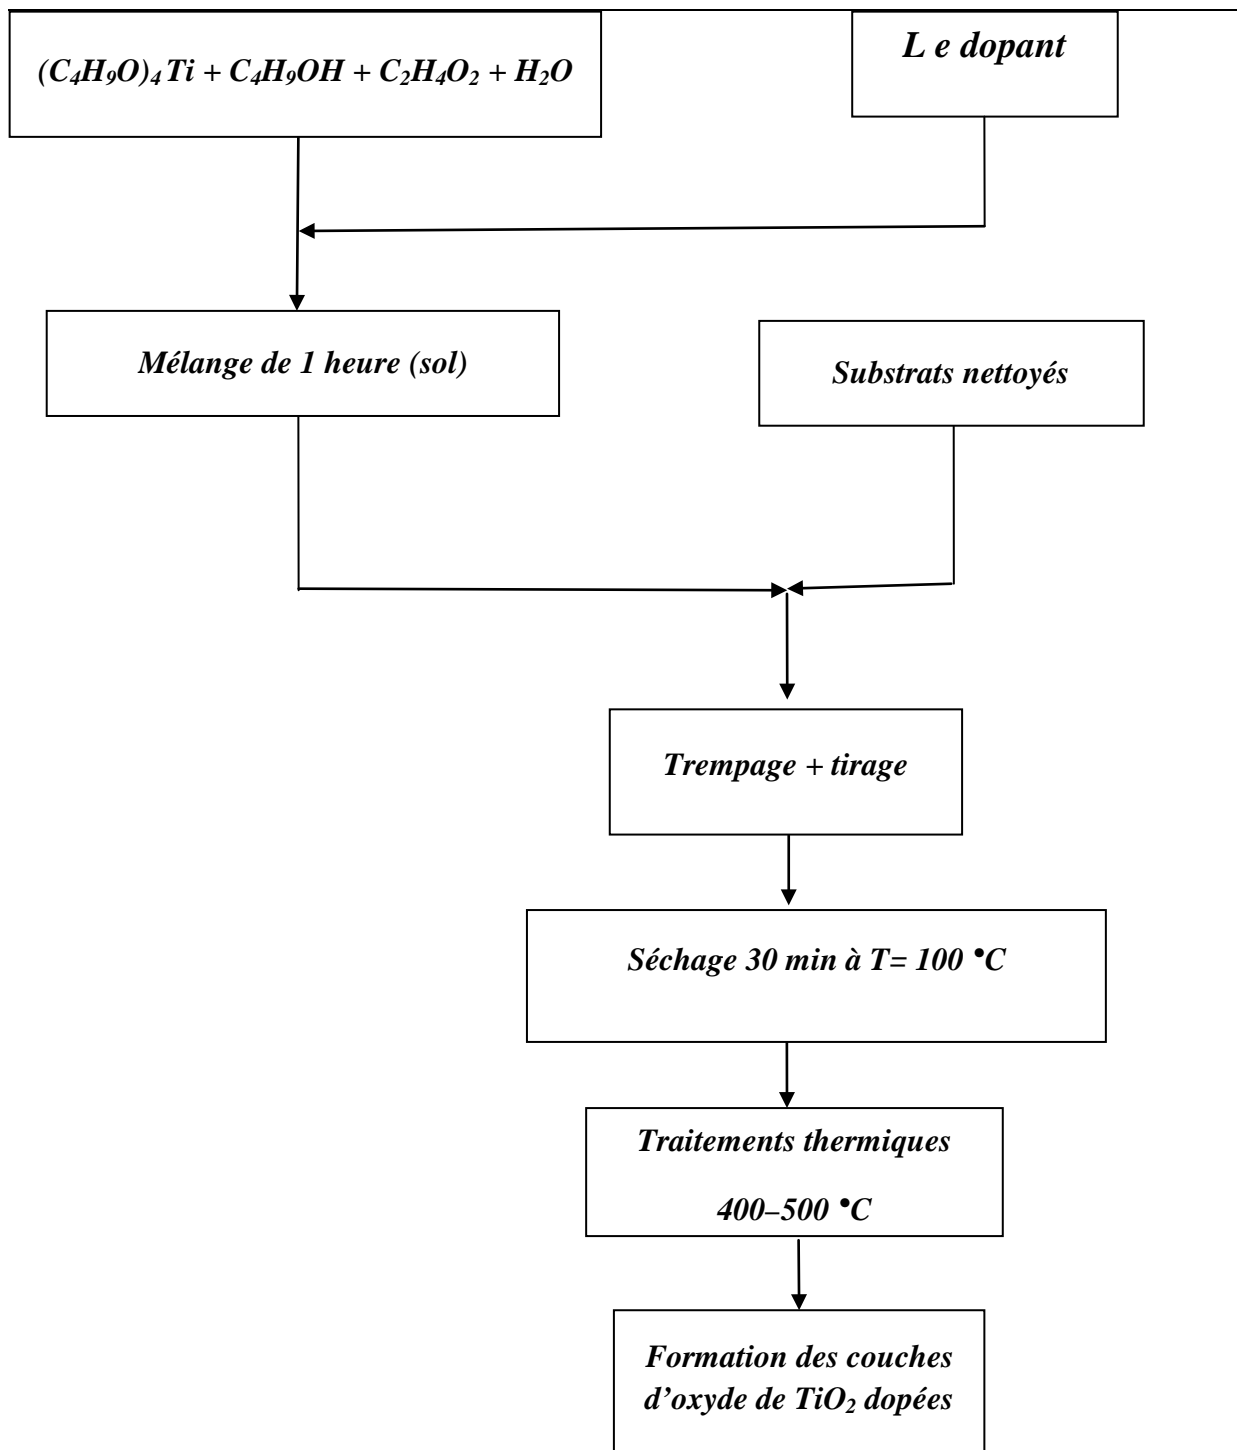 (C₄H₉O)₄Ti + C₄H₉OH + C₂H₄O₂ + H₂O
L e dopant
Mélange de 1 heure (sol)
Substrats nettoyés
Trempage + tirage
Séchage 30 min à T= 100 •C
Traitements thermiques
400–500 •C
Formation des couches
d’oxyde de TiO₂ dopées